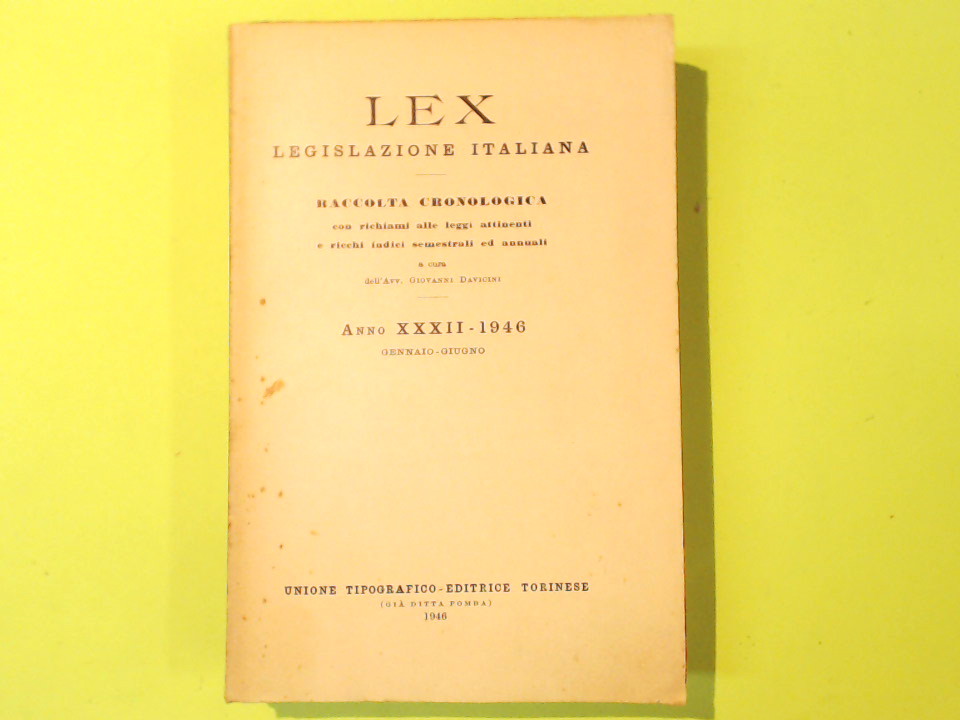 LEX
LEGISLAZIONE ITALIANA
RACCOLTA CRONOLOGICA
con richiami alle leggi attinenti
e ricchi indici semestrali ed annuali
a cura
dell'Avv. Giovanni Davicini
Anno XXXII - 1946
GENNAIO-GIUGNO
UNIONE TIPOGRAFICO-EDITRICE TORINESE
(GIÀ DITTA POMBA)
1946